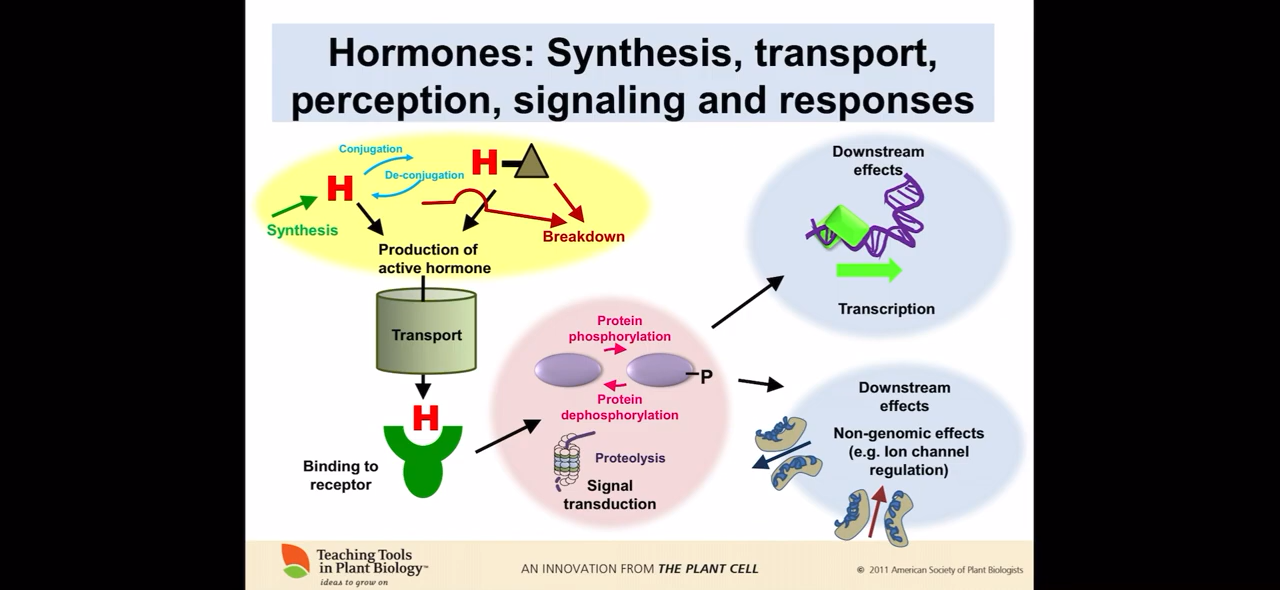 Hormones: Synthesis, transport,
perception, signaling and responses
Conjugation
De-conjugation
H
H
Synthesis
Breakdown
Production of
active hormone
Transport
H
Binding to
receptor
Protein
phosphorylation
P
Protein
dephosphorylation
Proteolysis
Signal
transduction
Downstream
effects
Transcription
Downstream
effects
Non-genomic effects
(e.g. Ion channel
regulation)
Teaching Tools
in Plant Biology™
ideas to grow on
AN INNOVATION FROM THE PLANT CELL
© 2011 American Society of Plant Biologists